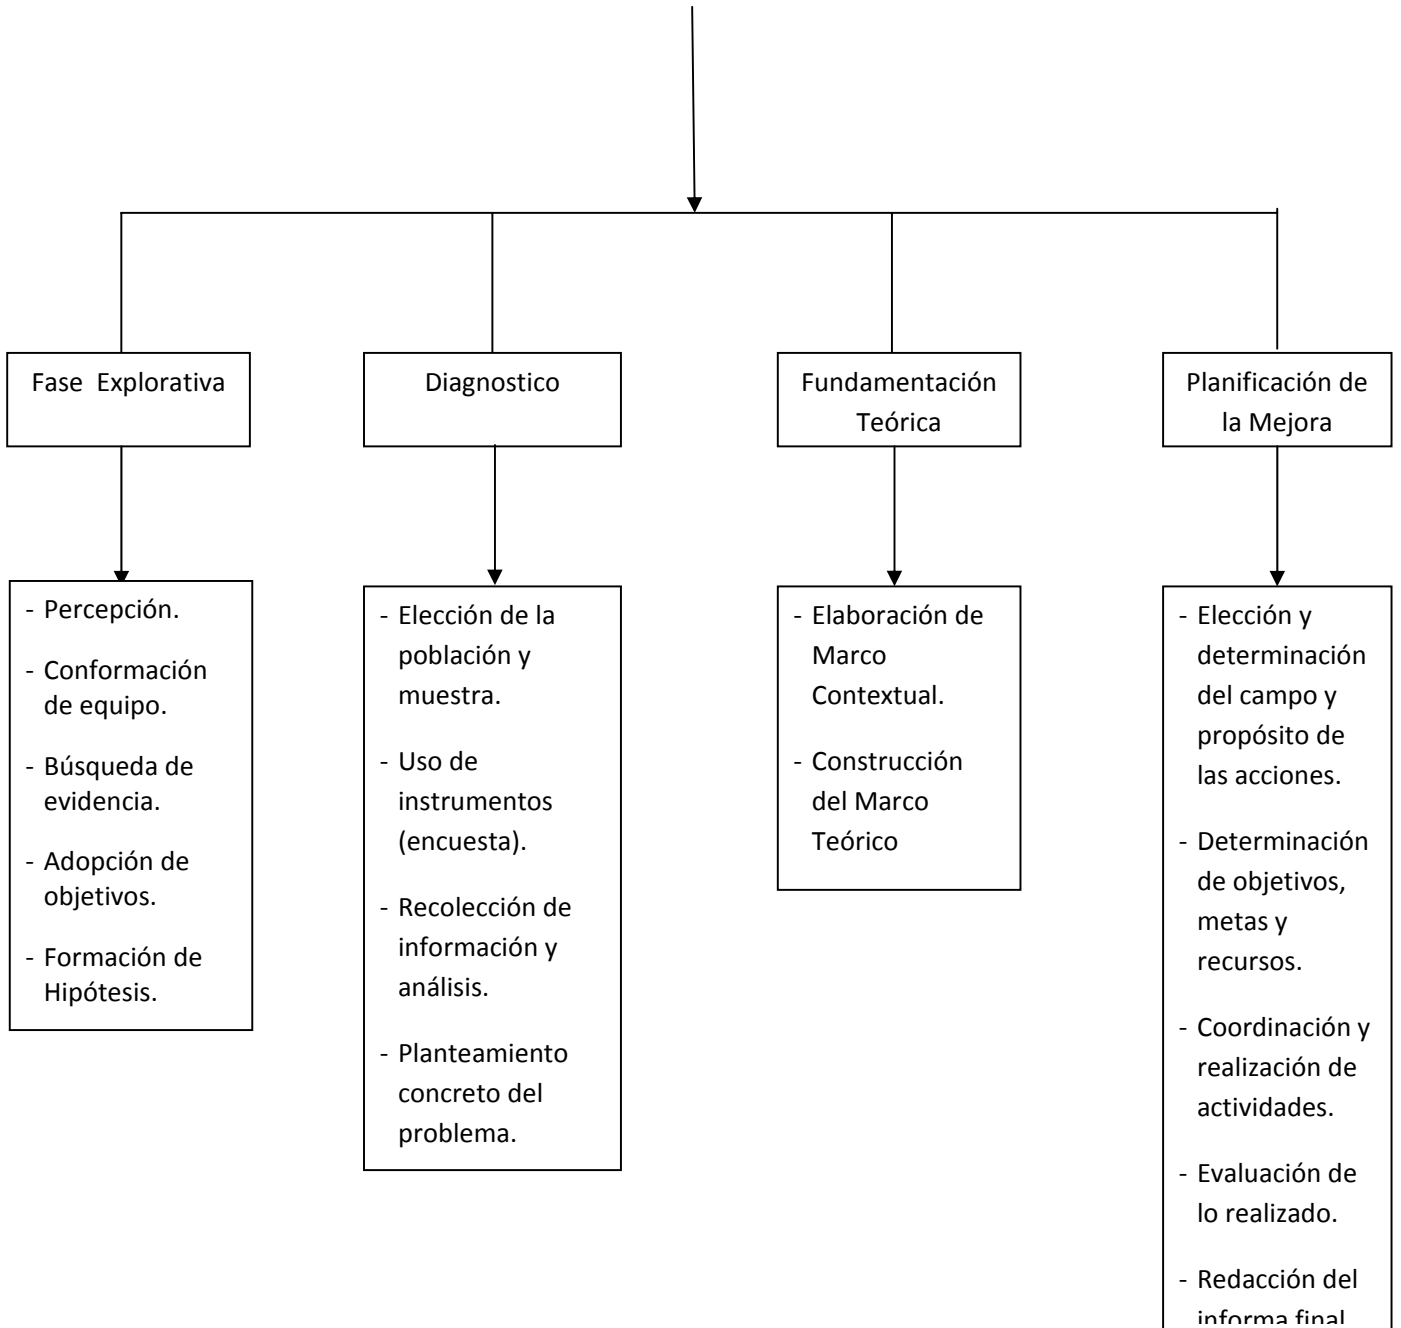 Fase Explorativa
Diagnostico
Fundamentación
Teórica
Planificación de
la Mejora
- Percepción.
- Conformación
de equipo.
- Búsqueda de
evidencia.
- Adopción de
objetivos.
- Formación de
Hipótesis.
- Elección de la
población y
muestra.
- Uso de
instrumentos
(encuesta).
- Recolección de
información y
análisis.
- Planteamiento
concreto del
problema.
- Elaboración de
Marco
Contextual.
- Construcción
del Marco
Teórico
- Elección y
determinación
del campo y
propósito de
las acciones.
- Determinación
de objetivos,
metas y
recursos.
- Coordinación y
realización de
actividades.
- Evaluación de
lo realizado.
- Redacción del
informa final